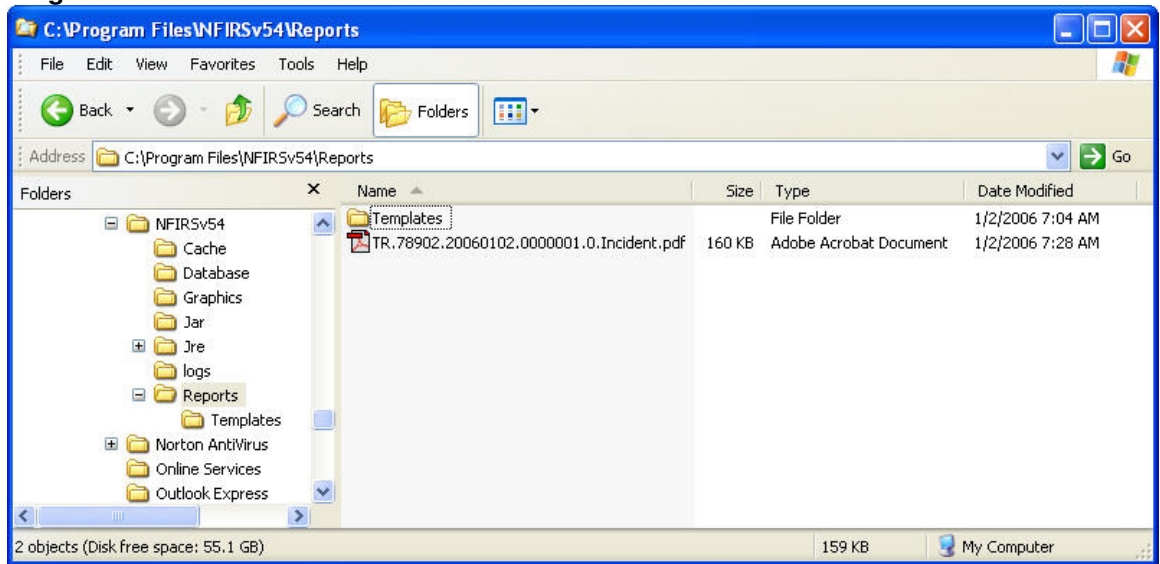 C:\Program Files\NFIRSv54\Reports
File Edit View Favorites Tools Help
Back Search Folders
Address C:\Program Files\NFIRSv54\Reports Go
Folders Name Size Type Date Modified
NFIRSv54 Templates File Folder 1/2/2006 7:04 AM
Cache TR.78902.20060102.0000001.0.Incident.pdf 160 KB Adobe Acrobat Document 1/2/2006 7:28 AM
Database
Graphics
Jar
Jre
logs
Reports
Templates
Norton AntiVirus
Online Services
Outlook Express
2 objects (Disk free space: 55.1 GB) 159 KB My Computer